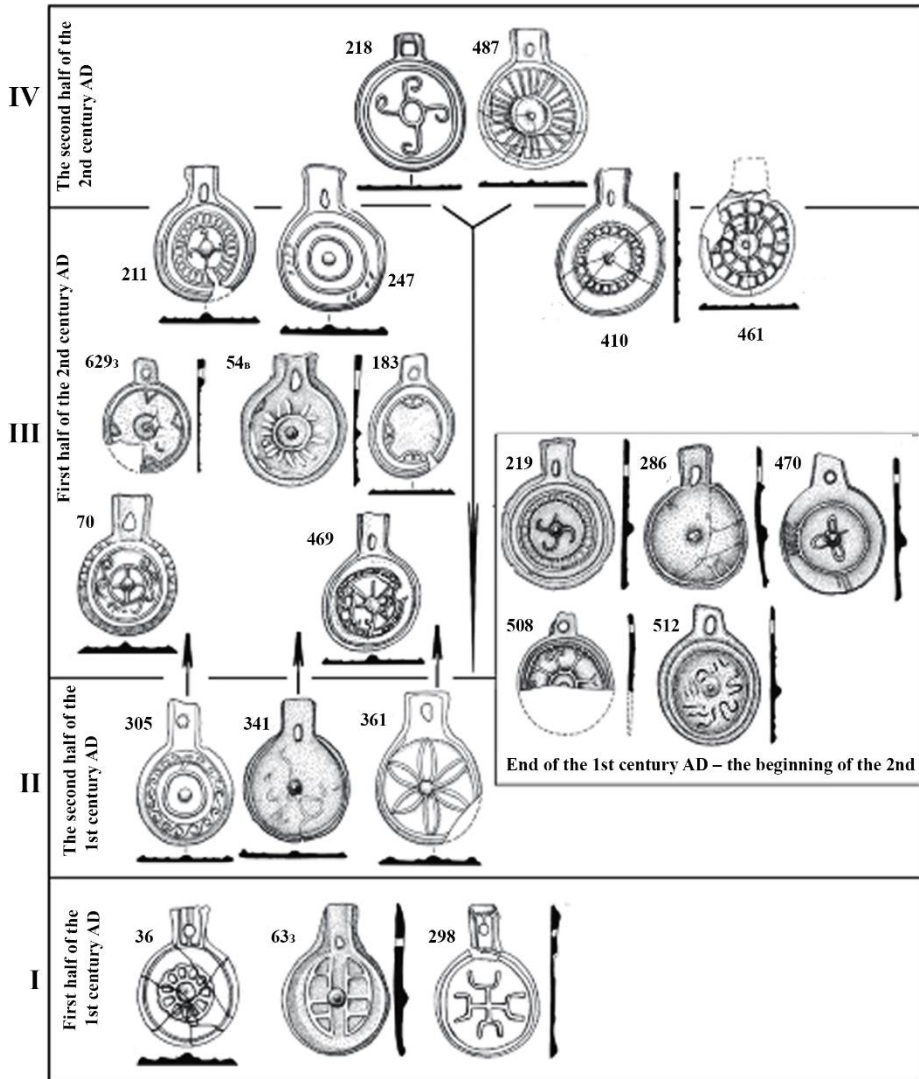 IV
The second half of the
2nd century AD
218
487
211
247
410
461
III
First half of the 2nd century AD
629з
54в
183
70
469
219
286
470
508
512
End of the 1st century AD – the beginning of the 2nd
II
The second half of the
1st century AD
305
341
361
I
First half of the
1st century AD
36
63з
298